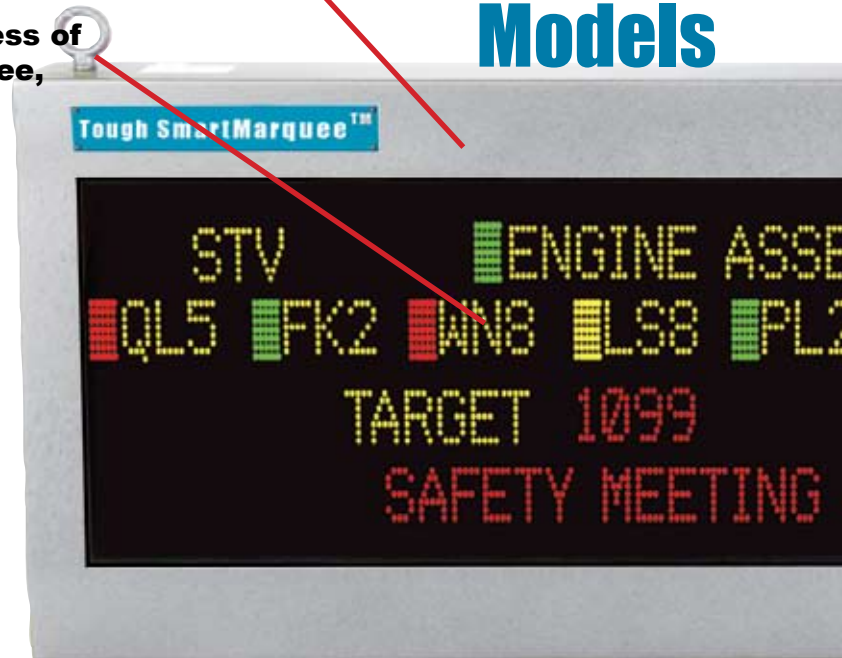 Models
ess of
ee,
Tough SmartMarquee™
STV ENGINE ASSE
QL5 FK2 WN8 LS8 PL2
TARGET 1099
SAFETY MEETING